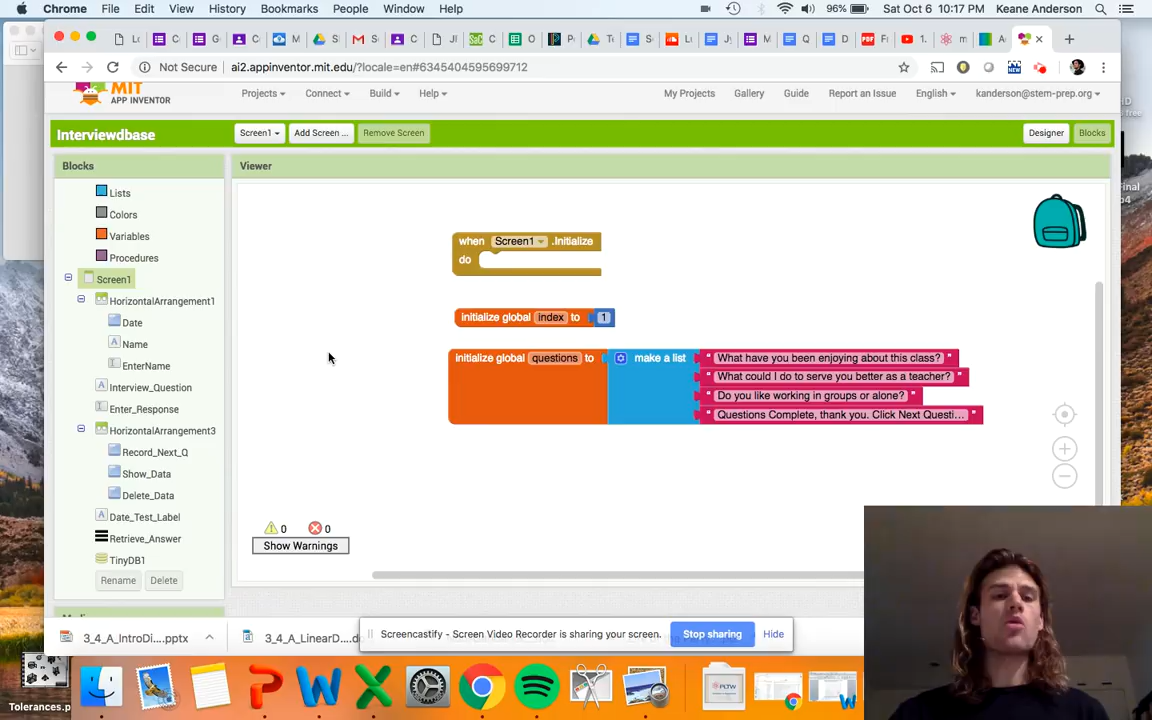 Chrome File Edit View History Bookmarks People Window Help 96% Sat Oct 6 10:17 PM Keane Anderson
Not Secure ai2.appinventor.mit.edu/?locale=en#6345404595699712
MIT
APP INVENTOR
Projects Connect Build Help My Projects Gallery Guide Report an Issue English kanderson@stem-prep.org
Interviewdbase Screen1 Add Screen ... Remove Screen Designer Blocks
Blocks Viewer
Lists
Colors
Variables
Procedures
Screen1
HorizontalArrangement1
Date
Name
EnterName
Interview_Question
Enter_Response
HorizontalArrangement3
Record_Next_Q
Show_Data
Delete_Data
Date_Test_Label
Retrieve_Answer
TinyDB1
Rename Delete
when Screen1 .Initialize
do
initialize global index to 1
initialize global questions to make a list " What have you been enjoying about this class? "
" What could I do to serve you better as a teacher? "
" Do you like working in groups or alone? "
" Questions Complete, thank you. Click Next Questi... "
0 0
Show Warnings
3_4_A_IntroDi....pptx 3_4_A_LinearD....do
Screencastify - Screen Video Recorder is sharing your screen. Stop sharing Hide
Tolerances.p
PLTW